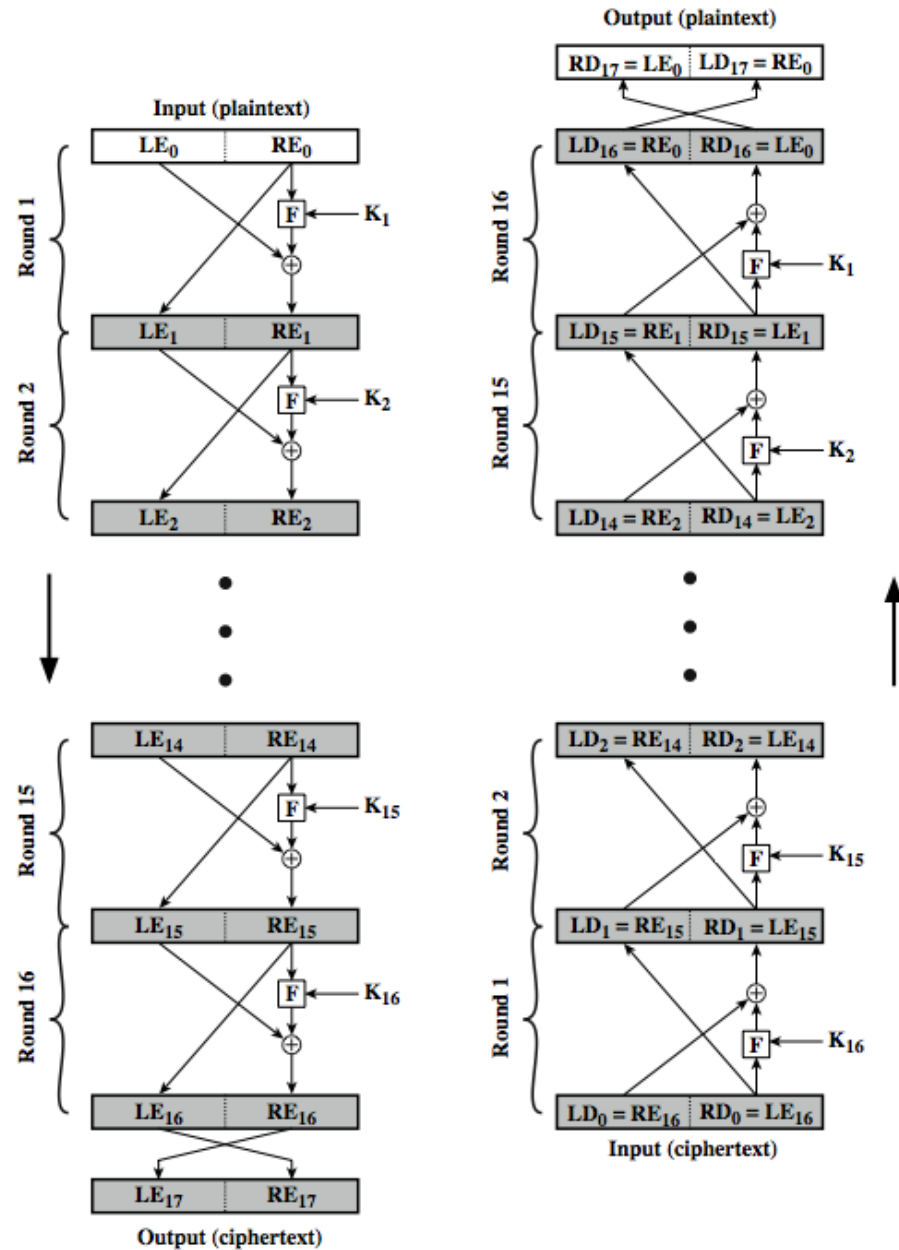 Input (plaintext)
LE₀ RE₀
Round 1
F
K₁
+
LE₁ RE₁
Round 2
F
K₂
+
LE₂ RE₂
LE₁₄ RE₁₄
Round 15
F
K₁₅
+
LE₁₅ RE₁₅
Round 16
F
K₁₆
+
LE₁₆ RE₁₆
LE₁₇ RE₁₇
Output (ciphertext)
Output (plaintext)
RD₁₇ = LE₀ LD₁₇ = RE₀
LD₁₆ = RE₀ RD₁₆ = LE₀
Round 16
+
F
K₁
LD₁₅ = RE₁ RD₁₅ = LE₁
Round 15
+
F
K₂
LD₁₄ = RE₂ RD₁₄ = LE₂
LD₂ = RE₁₄ RD₂ = LE₁₄
Round 2
+
F
K₁₅
LD₁ = RE₁₅ RD₁ = LE₁₅
Round 1
+
F
K₁₆
LD₀ = RE₁₆ RD₀ = LE₁₆
Input (ciphertext)